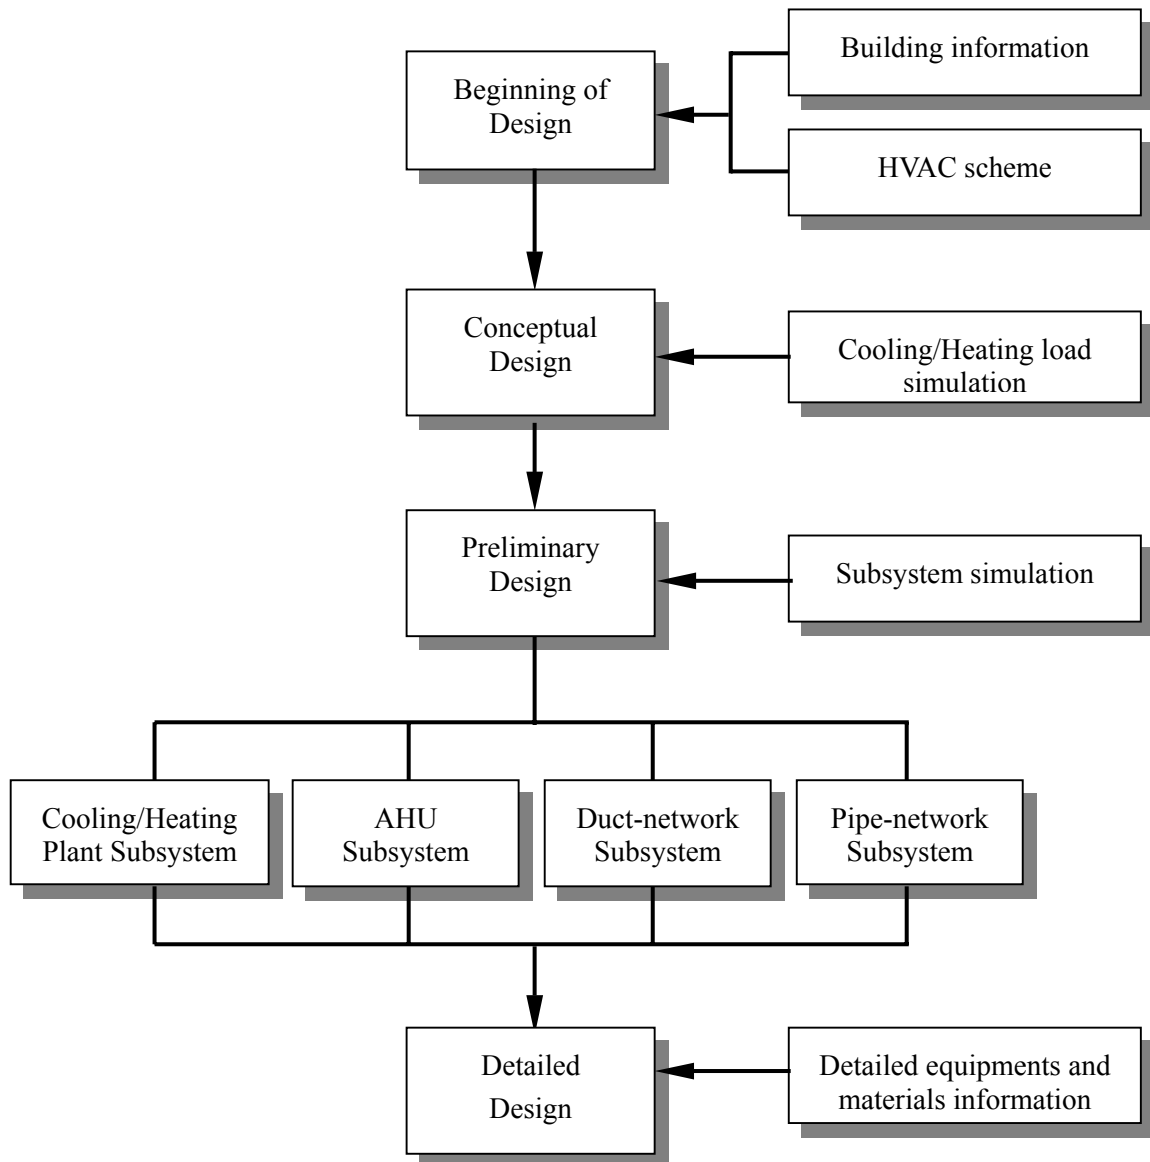 Building information
Beginning of
Design
HVAC scheme
Conceptual
Design
Cooling/Heating load
simulation
Preliminary
Design
Subsystem simulation
Cooling/Heating
Plant Subsystem
AHU
Subsystem
Duct-network
Subsystem
Pipe-network
Subsystem
Detailed
Design
Detailed equipments and
materials information